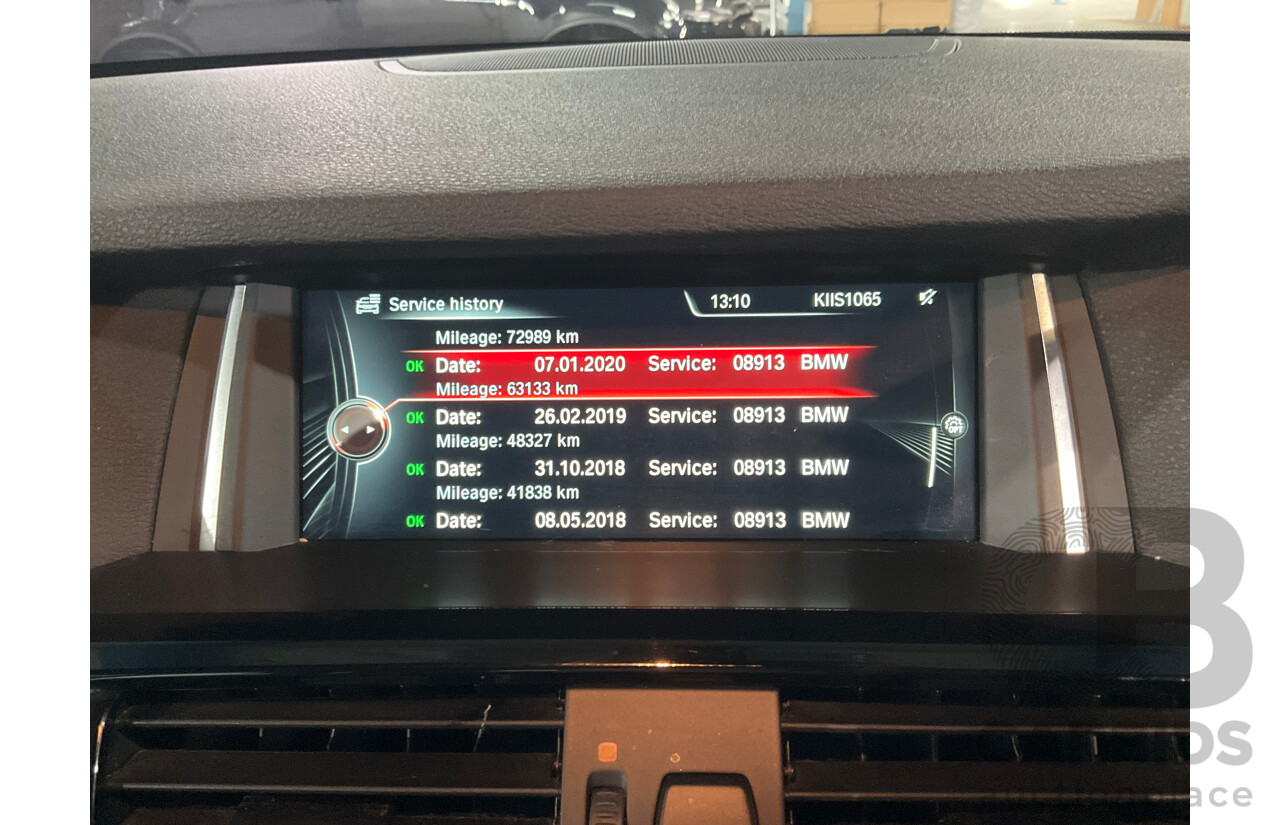 Service history
13:10
KIIS1065
Mileage: 72989 km
OK Date: 07.01.2020 Service: 08913 BMW
Mileage: 63133 km
OK Date: 26.02.2019 Service: 08913 BMW
Mileage: 48327 km
OK Date: 31.10.2018 Service: 08913 BMW
Mileage: 41838 km
OK Date: 08.05.2018 Service: 08913 BMW
OPT